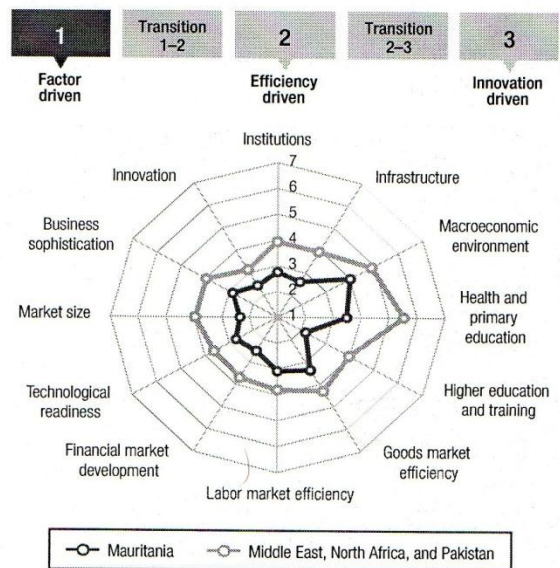 1
Transition
1–2
2
Transition
2–3
3
Factor
driven
Efficiency
driven
Innovation
driven
Institutions
Innovation
Infrastructure
Business
sophistication
Macroeconomic
environment
Market size
Health and
primary
education
Technological
readiness
Higher education
and training
Financial market
development
Goods market
efficiency
Labor market efficiency
7
6
5
4
3
2
1
Mauritania
Middle East, North Africa, and Pakistan